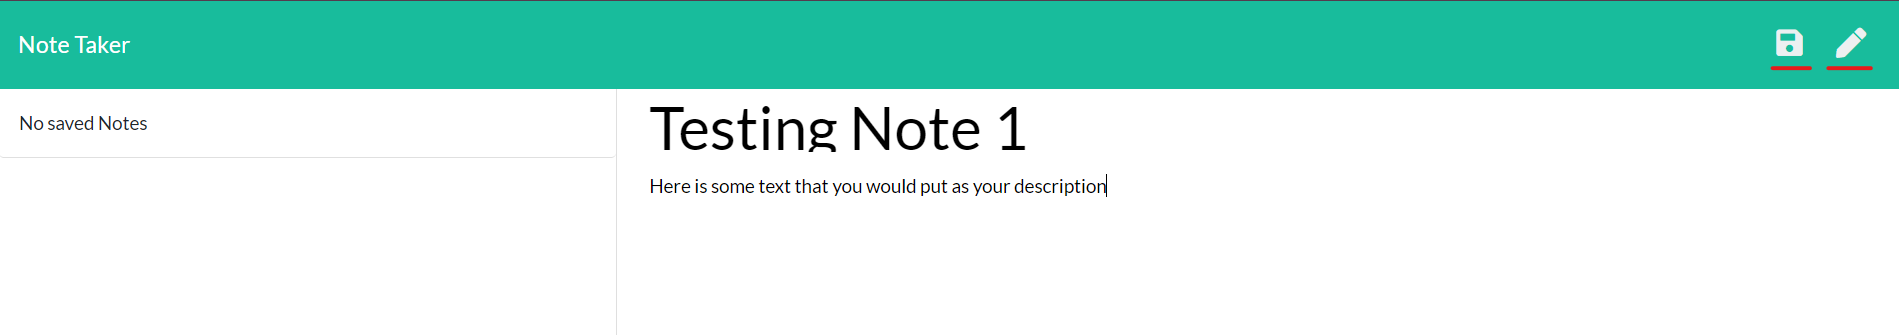 Note Taker
No saved Notes
Testing Note 1
Here is some text that you would put as your description